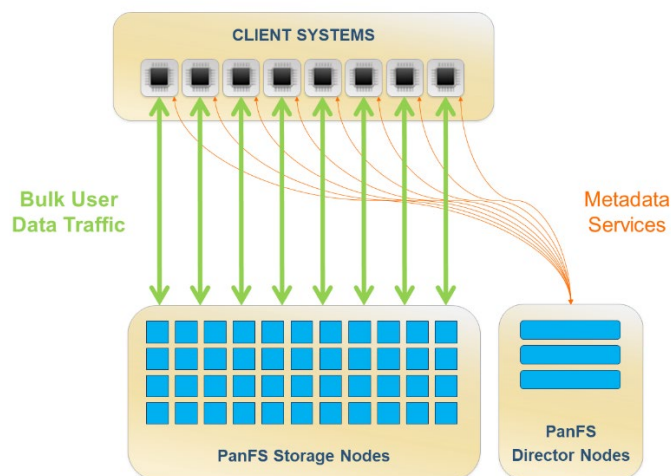 CLIENT SYSTEMS
Bulk User
Data Traffic
Metadata
Services
PanFS Storage Nodes
PanFS
Director Nodes